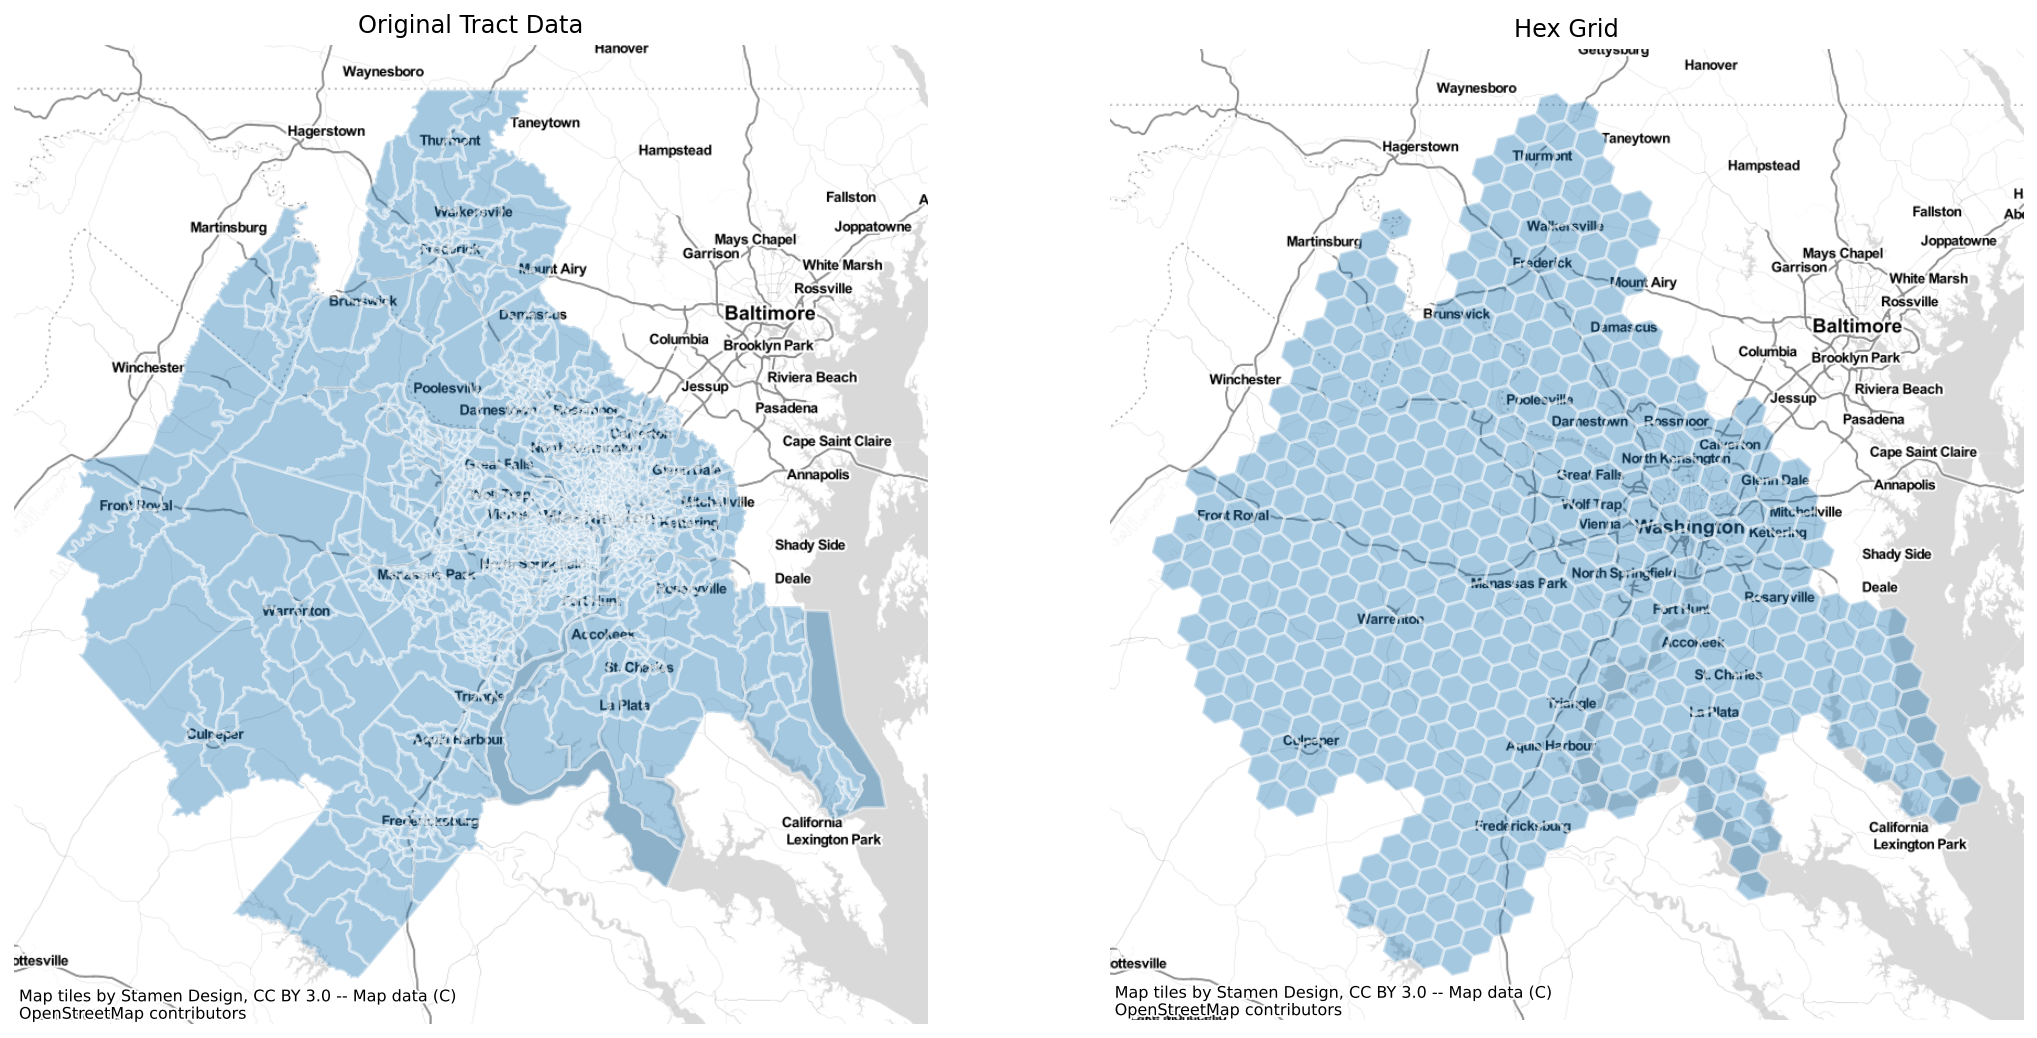 Original Tract Data
Hanover
Waynesboro
Hagerstown
Taneytown
Thurmont
Hampstead
Fallston
A
Martinsburg
Walkersville
Joppatowne
Frederick
Mays Chapel
Garrison
Mount Airy
White Marsh
Rossville
Brunswick
Damascus
Baltimore
Columbia
Brooklyn Park
Winchester
Riviera Beach
Poolesville
Jessup
Darnestown
Rossmoor
Pasadena
Calverton
North Kensington
Cape Saint Claire
Great Falls
Glenn Dale
Annapolis
Wolf Trap
Mitchellville
Front Royal
Vienna
Washington
Kettering
Shady Side
North Springfield
Manassas Park
Deale
Rosaryville
Fort Hunt
Warrenton
Accokeek
St. Charles
Triangle
La Plata
Culpeper
Aquia Harbour
Fredericksburg
California
Lexington Park
ottesville
Map tiles by Stamen Design, CC BY 3.0 -- Map data (C)
OpenStreetMap contributors
Hex Grid
Gettysburg
Hanover
Waynesboro
Hagerstown
Taneytown
Thurmont
Hampstead
H
Fallston
Abe
Walkersville
Martinsburg
Joppatowne
Mays Chapel
Frederick
Garrison
Mount Airy
White Marsh
Rossville
Brunswick
Damascus
Baltimore
Columbia
Brooklyn Park
Winchester
Riviera Beach
Poolesville
Jessup
Darnestown
Rossmoor
Pasadena
Calverton
Cape Saint Claire
North Kensington
Great Falls
Glenn Dale
Annapolis
Wolf Trap
Mitchellville
Front Royal
Vienna
Washington
Kettering
Shady Side
North Springfield
Manassas Park
Deale
Rosaryville
Fort Hunt
Warrenton
Accokeek
St. Charles
Triangle
La Plata
Culpeper
Aquia Harbour
Fredericksburg
California
Lexington Park
ottesville
Map tiles by Stamen Design, CC BY 3.0 -- Map data (C)
OpenStreetMap contributors